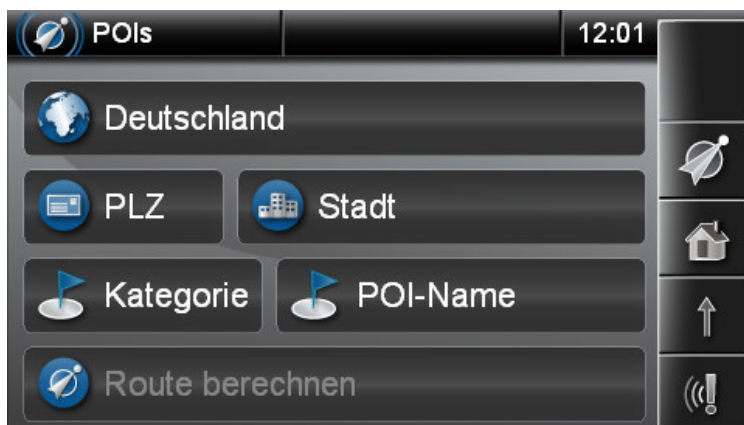 POIs 12:01
Deutschland
PLZ Stadt
Kategorie POI-Name
Route berechnen